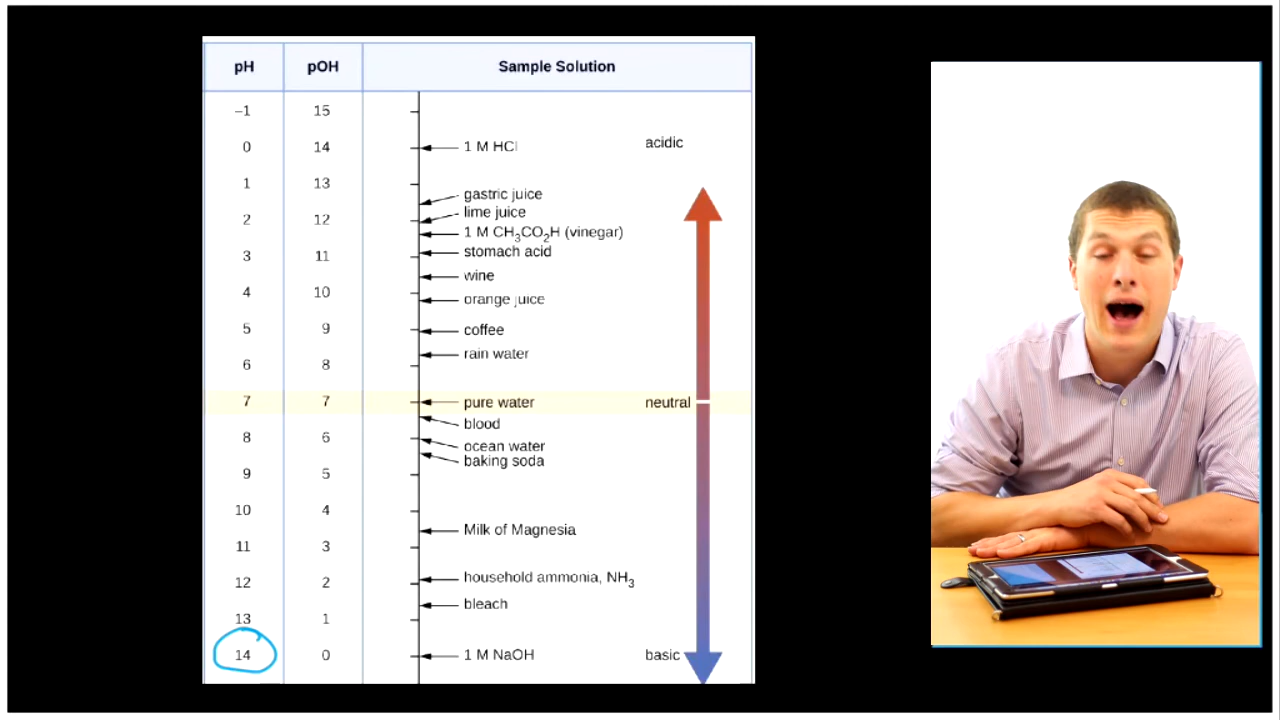 pH pOH Sample Solution
−1 15
0 14 1 M HCl acidic
1 13
gastric juice
lime juice
2 12
1 M CH3CO2H (vinegar)
stomach acid
3 11
wine
4 10
orange juice
5 9 coffee
rain water
6 8
7 7 pure water neutral
blood
8 6
ocean water
baking soda
9 5
10 4
Milk of Magnesia
11 3
household ammonia, NH3
12 2
bleach
13 1
14 0 1 M NaOH basic